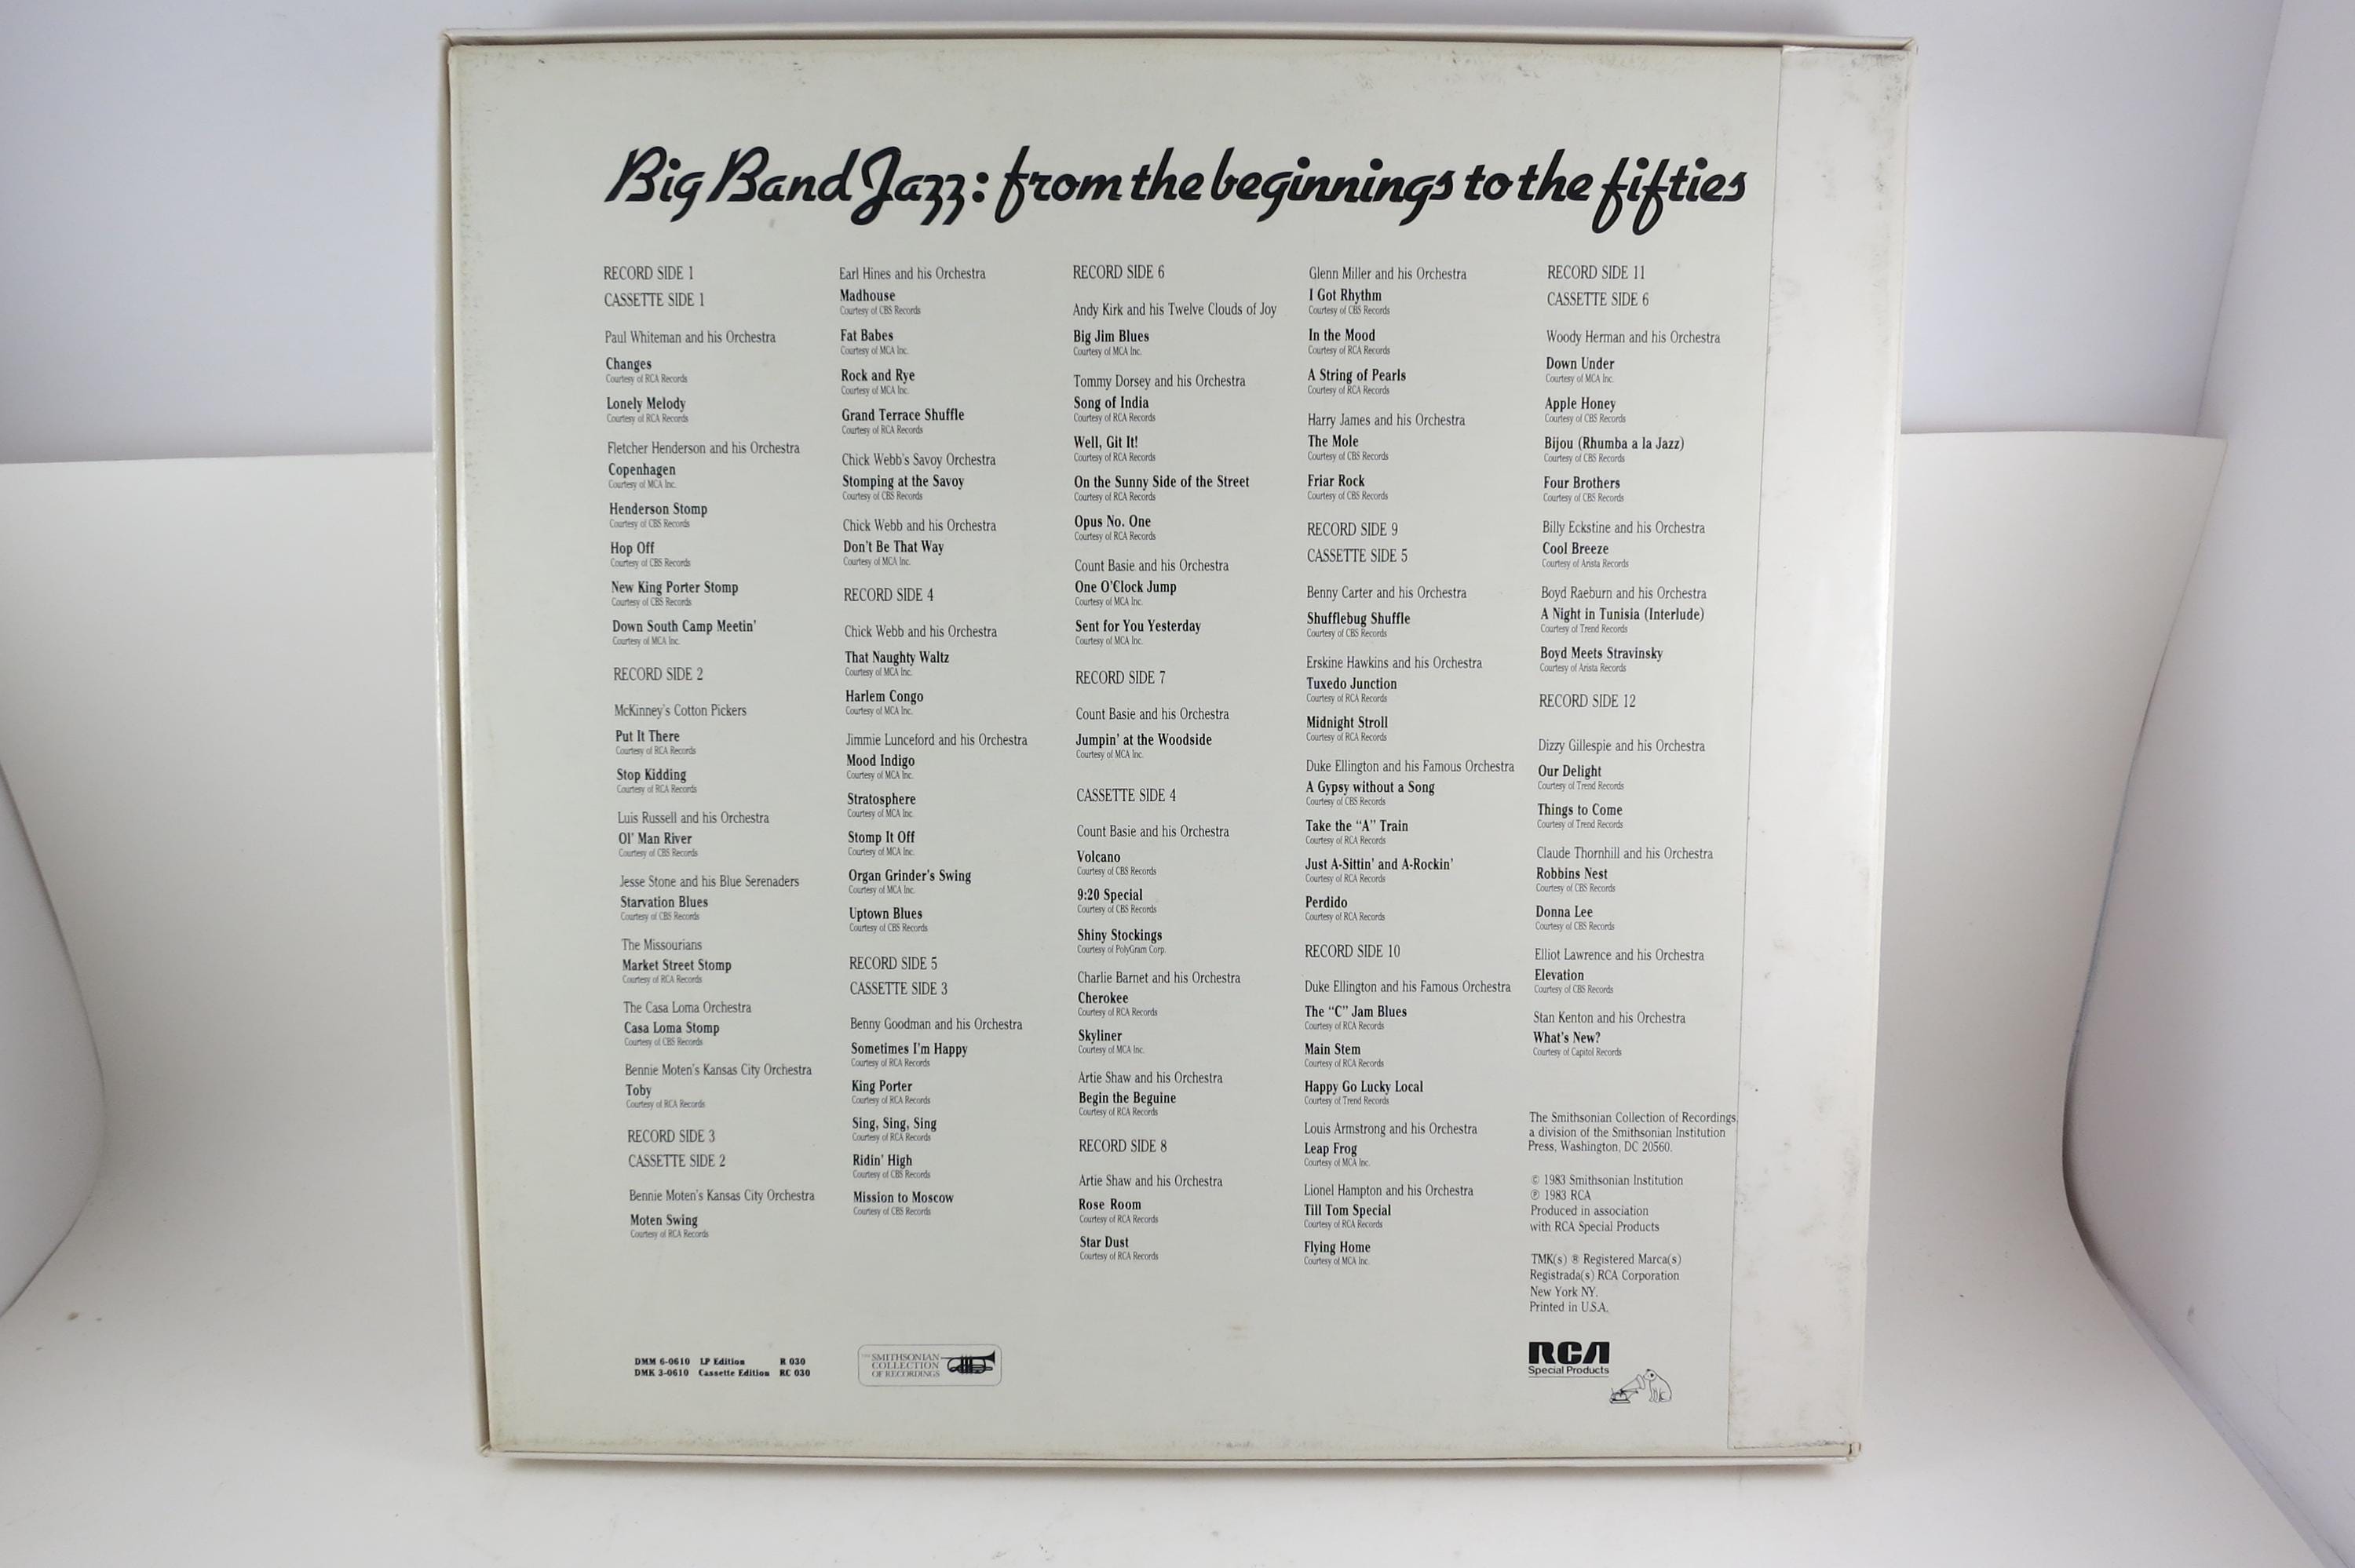 Big Band Jazz: from the beginnings to the fifties
RECORD SIDE 1
CASSETTE SIDE 1
Paul Whiteman and his Orchestra
Changes
Courtesy of RCA Records
Lonely Melody
Courtesy of RCA Records
Fletcher Henderson and his Orchestra
Copenhagen
Courtesy of MCA Inc.
Henderson Stomp
Courtesy of CBS Records
Hop Off
Courtesy of CBS Records
New King Porter Stomp
Courtesy of CBS Records
Down South Camp Meetin'
Courtesy of MCA Inc.
RECORD SIDE 2
McKinney's Cotton Pickers
Put It There
Courtesy of RCA Records
Stop Kidding
Courtesy of RCA Records
Luis Russell and his Orchestra
Ol' Man River
Courtesy of CBS Records
Jesse Stone and his Blue Serenaders
Starvation Blues
Courtesy of CBS Records
The Missourians
Market Street Stomp
Courtesy of RCA Records
The Casa Loma Orchestra
Casa Loma Stomp
Courtesy of CBS Records
Bennie Moten's Kansas City Orchestra
Toby
Courtesy of RCA Records
RECORD SIDE 3
CASSETTE SIDE 2
Bennie Moten's Kansas City Orchestra
Moten Swing
Courtesy of RCA Records
Earl Hines and his Orchestra
Madhouse
Courtesy of CBS Records
Fat Babes
Courtesy of MCA Inc.
Rock and Rye
Courtesy of MCA Inc.
Grand Terrace Shuffle
Courtesy of RCA Records
Chick Webb's Savoy Orchestra
Stomping at the Savoy
Courtesy of CBS Records
Chick Webb and his Orchestra
Don't Be That Way
Courtesy of MCA Inc.
RECORD SIDE 4
Chick Webb and his Orchestra
That Naughty Waltz
Courtesy of MCA Inc.
Harlem Congo
Courtesy of MCA Inc.
Jimmie Lunceford and his Orchestra
Mood Indigo
Courtesy of MCA Inc.
Stratosphere
Courtesy of MCA Inc.
Stomp It Off
Courtesy of MCA Inc.
Organ Grinder's Swing
Courtesy of MCA Inc.
Uptown Blues
Courtesy of CBS Records
RECORD SIDE 5
CASSETTE SIDE 3
Benny Goodman and his Orchestra
Sometimes I'm Happy
Courtesy of RCA Records
King Porter
Courtesy of RCA Records
Sing, Sing, Sing
Courtesy of RCA Records
Ridin' High
Courtesy of CBS Records
Mission to Moscow
Courtesy of CBS Records
RECORD SIDE 6
Andy Kirk and his Twelve Clouds of Joy
Big Jim Blues
Courtesy of MCA Inc.
Tommy Dorsey and his Orchestra
Song of India
Courtesy of RCA Records
Well, Git It!
Courtesy of RCA Records
On the Sunny Side of the Street
Courtesy of RCA Records
Opus No. One
Courtesy of RCA Records
Count Basie and his Orchestra
One O'Clock Jump
Courtesy of MCA Inc.
Sent for You Yesterday
Courtesy of MCA Inc.
RECORD SIDE 7
Count Basie and his Orchestra
Jumpin' at the Woodside
Courtesy of MCA Inc.
CASSETTE SIDE 4
Count Basie and his Orchestra
Volcano
Courtesy of CBS Records
9:20 Special
Courtesy of CBS Records
Shiny Stockings
Courtesy of PolyGram Corp.
Charlie Barnet and his Orchestra
Cherokee
Courtesy of RCA Records
Skyliner
Courtesy of MCA Inc.
Artie Shaw and his Orchestra
Begin the Beguine
Courtesy of RCA Records
RECORD SIDE 8
Artie Shaw and his Orchestra
Rose Room
Courtesy of RCA Records
Star Dust
Courtesy of RCA Records
Glenn Miller and his Orchestra
I Got Rhythm
Courtesy of CBS Records
In the Mood
Courtesy of RCA Records
A String of Pearls
Courtesy of RCA Records
Harry James and his Orchestra
The Mole
Courtesy of CBS Records
Friar Rock
Courtesy of CBS Records
RECORD SIDE 9
CASSETTE SIDE 5
Benny Carter and his Orchestra
Shufflebug Shuffle
Courtesy of CBS Records
Erskine Hawkins and his Orchestra
Tuxedo Junction
Courtesy of RCA Records
Midnight Stroll
Courtesy of RCA Records
Duke Ellington and his Famous Orchestra
A Gypsy without a Song
Courtesy of CBS Records
Take the "A" Train
Courtesy of RCA Records
Just A-Sittin' and A-Rockin'
Courtesy of RCA Records
Perdido
Courtesy of RCA Records
RECORD SIDE 10
Duke Ellington and his Famous Orchestra
The "C" Jam Blues
Courtesy of RCA Records
Main Stem
Courtesy of RCA Records
Happy Go Lucky Local
Courtesy of Trend Records
Louis Armstrong and his Orchestra
Leap Frog
Courtesy of MCA Inc.
Lionel Hampton and his Orchestra
Till Tom Special
Courtesy of RCA Records
Flying Home
Courtesy of MCA Inc.
RECORD SIDE 11
CASSETTE SIDE 6
Woody Herman and his Orchestra
Down Under
Courtesy of MCA Inc.
Apple Honey
Courtesy of CBS Records
Bijou (Rhumba a la Jazz)
Courtesy of CBS Records
Four Brothers
Courtesy of CBS Records
Billy Eckstine and his Orchestra
Cool Breeze
Courtesy of Arista Records
Boyd Raeburn and his Orchestra
A Night in Tunisia (Interlude)
Courtesy of Trend Records
Boyd Meets Stravinsky
Courtesy of Arista Records
RECORD SIDE 12
Dizzy Gillespie and his Orchestra
Our Delight
Courtesy of Trend Records
Things to Come
Courtesy of Trend Records
Claude Thornhill and his Orchestra
Robbins Nest
Courtesy of CBS Records
Donna Lee
Courtesy of CBS Records
Elliot Lawrence and his Orchestra
Elevation
Courtesy of CBS Records
Stan Kenton and his Orchestra
What's New?
Courtesy of Capitol Records
The Smithsonian Collection of Recordings,
a division of the Smithsonian Institution
Press, Washington, DC 20560.
© 1983 Smithsonian Institution
℗ 1983 RCA
Produced in association
with RCA Special Products
TMK(s) ® Registered Marca(s)
Registrada(s) RCA Corporation
New York NY.
Printed in U.S.A.
DMM 6-0610 LP Edition R 030
DMK 3-0610 Cassette Edition RC 030
THE SMITHSONIAN
COLLECTION
OF RECORDINGS
RCA
Special Products